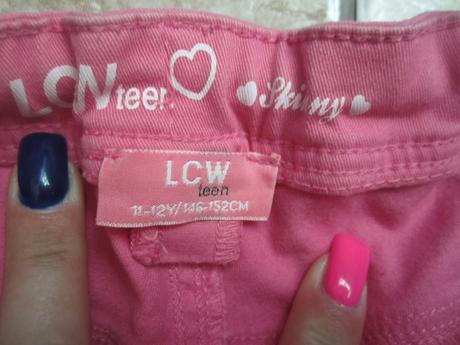 LCW teen
Skinny
LCW
teen
11-12Y/146-152CM